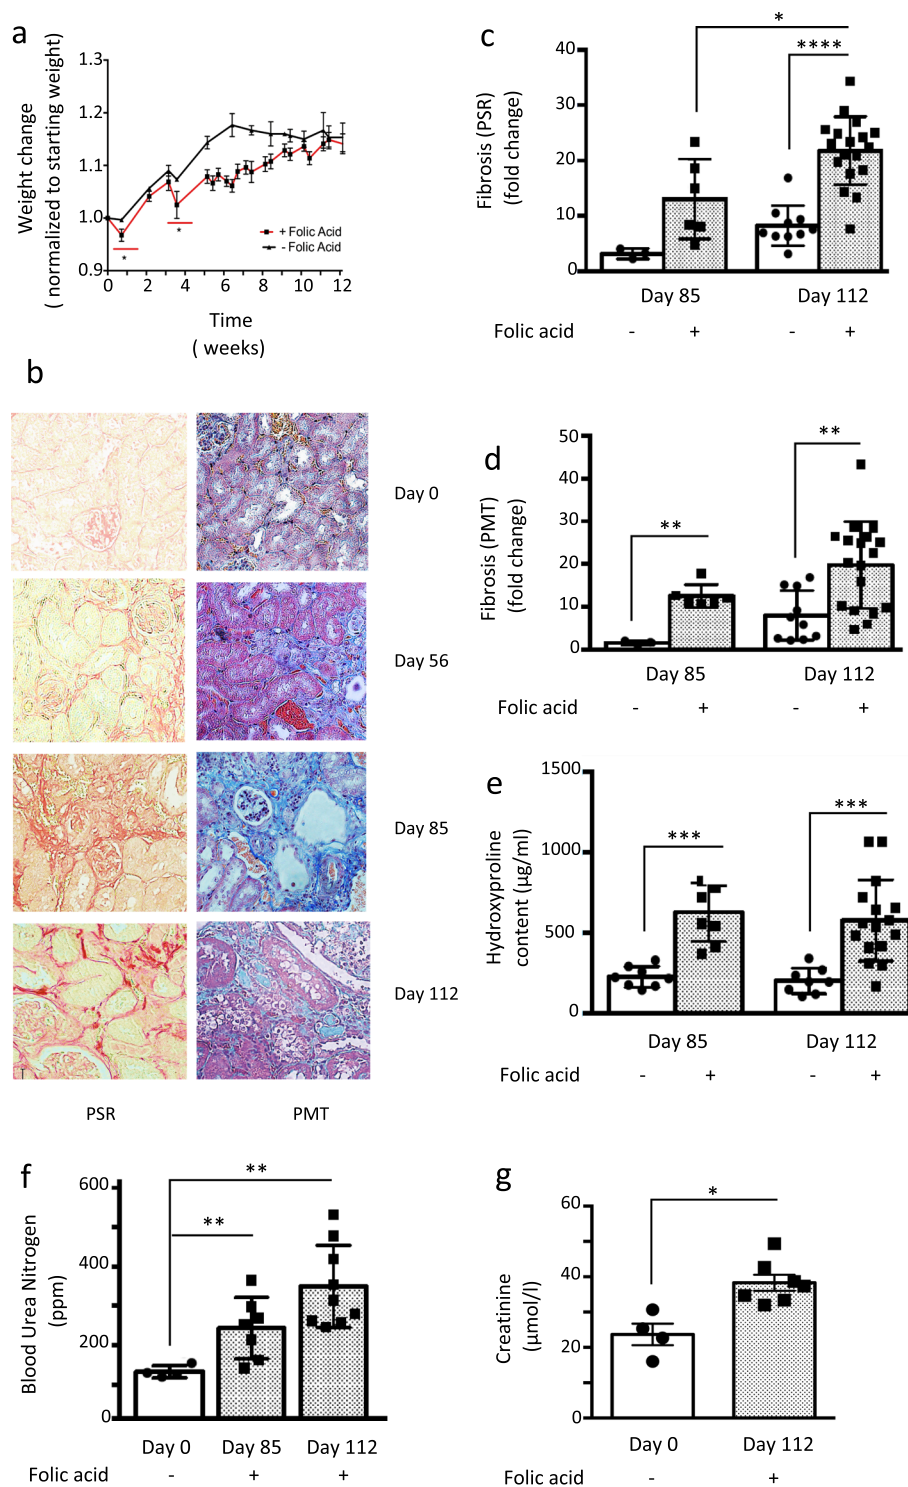 a
Weight change
( normalized to starting weight)
1.3
1.2
1.1
1.0
0.9
*
*
+ Folic Acid
- Folic Acid
0 2 4 6 8 10 12
Time
( weeks)
b
Day 0
Day 56
Day 85
Day 112
PSR PMT
c
Fibrosis (PSR)
(fold change)
40
30
20
10
0
*
****
Day 85 Day 112
Folic acid - + - +
d
Fibrosis (PMT)
(fold change)
50
30
20
10
0
**
**
Day 85 Day 112
Folic acid - + - +
e
Hydroxyproline
content (µg/ml)
1500
1000
500
0
***
***
Day 85 Day 112
Folic acid - + - +
f
Blood Urea Nitrogen
(ppm)
600
400
200
0
**
**
Day 0 Day 85 Day 112
Folic acid - + +
g
Creatinine
(µmol/l)
60
40
20
0
*
Day 0 Day 112
Folic acid - +